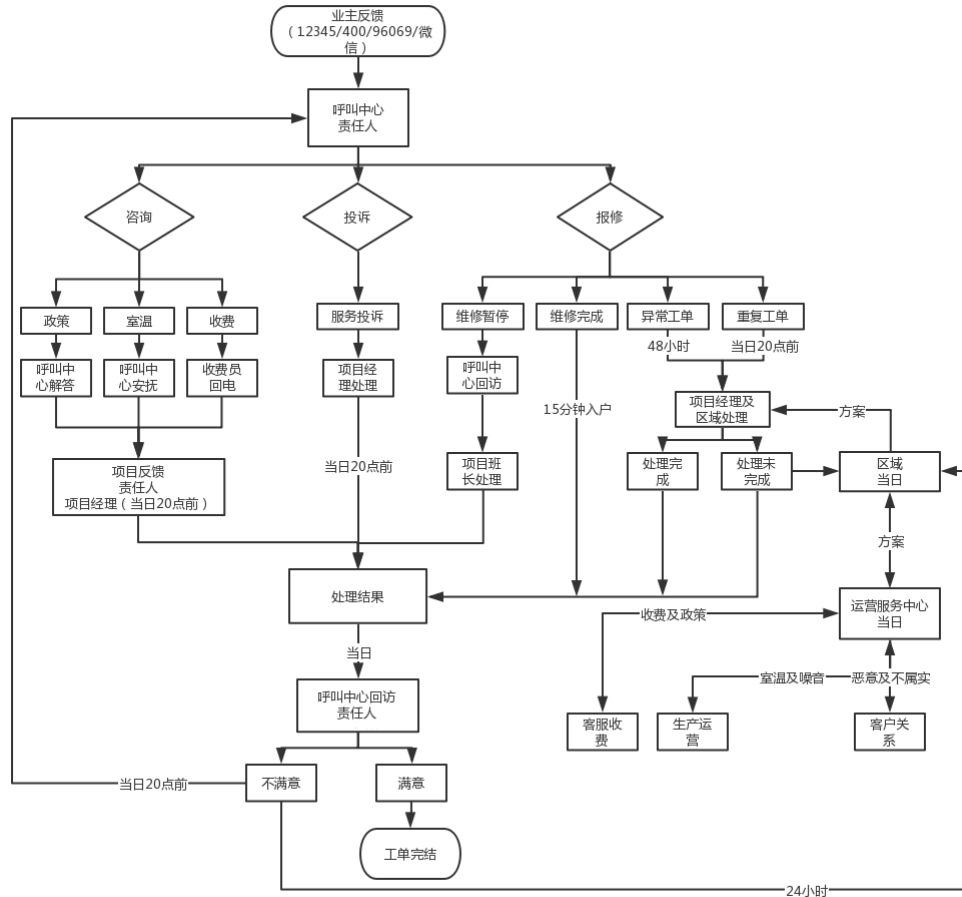 业主反馈
（12345/400/96069/微
信）
呼叫中心
责任人
咨询
投诉
报修
政策
室温
收费
服务投诉
维修暂停
维修完成
异常工单
重复工单
48小时
当日20点前
呼叫中
心解答
呼叫中
心安抚
收费员
回电
项目经
理处理
呼叫中
心回访
15分钟入户
项目经理及
区域处理
方案
项目反馈
责任人
项目经理（当日20点前）
当日20点前
项目班
长处理
处理完
成
处理未
完成
区域
当日
方案
处理结果
收费及政策
运营服务中心
当日
当日
室温及噪音
恶意及不属实
呼叫中心回访
责任人
客服收
费
生产运
营
客户关
系
当日20点前
不满意
满意
工单完结
24小时